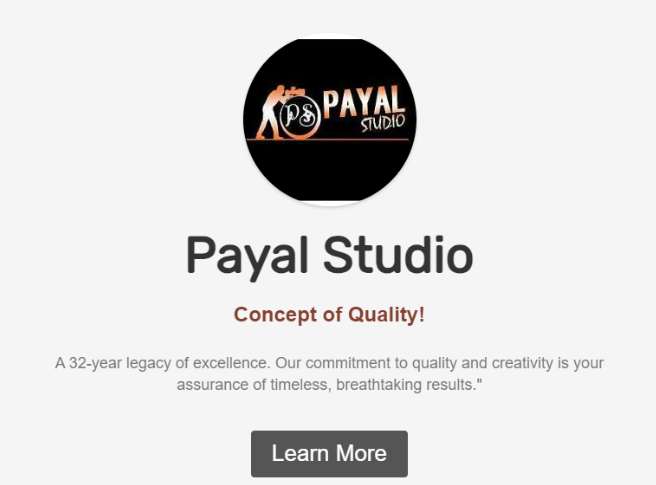 PS PAYAL
STUDIO
Payal Studio
Concept of Quality!
A 32-year legacy of excellence. Our commitment to quality and creativity is your
assurance of timeless, breathtaking results."
Learn More